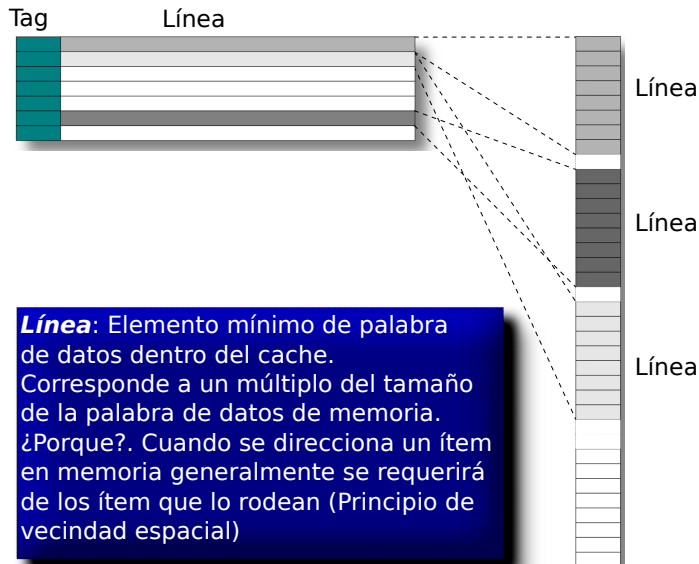 Tag
Línea
Línea
Línea
Línea
Línea: Elemento mínimo de palabra
de datos dentro del cache.
Corresponde a un múltiplo del tamaño
de la palabra de datos de memoria.
¿Porque?. Cuando se direcciona un ítem
en memoria generalmente se requerirá
de los ítem que lo rodean (Principio de
vecindad espacial)